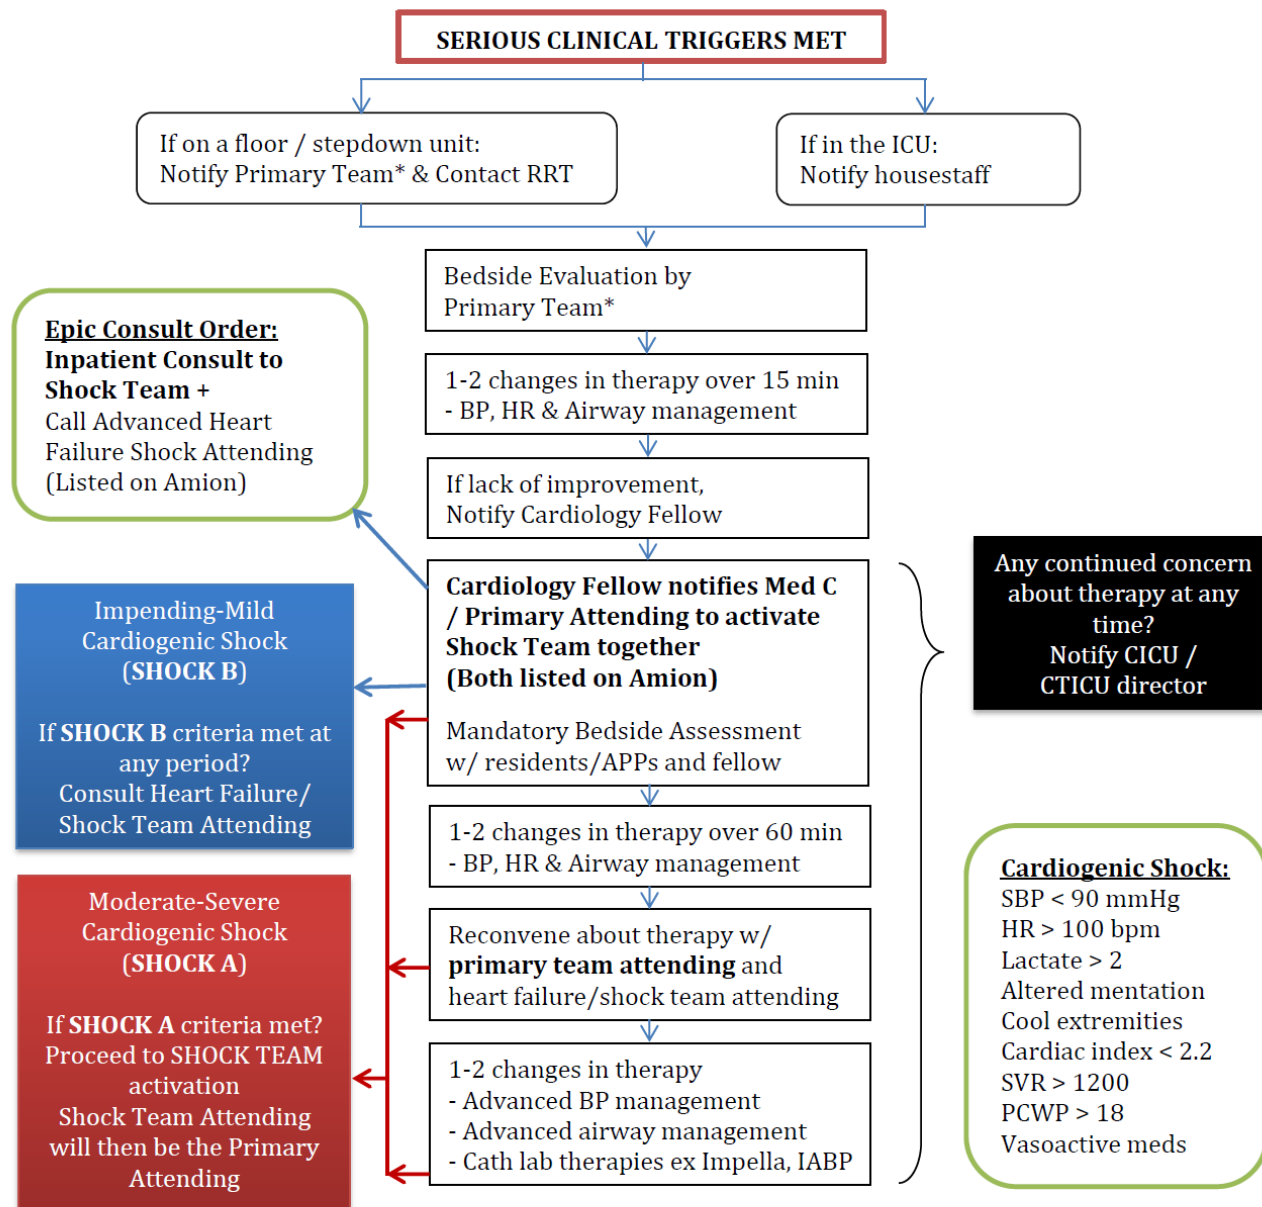 SERIOUS CLINICAL TRIGGERS MET
If on a floor / stepdown unit:
Notify Primary Team* & Contact RRT
If in the ICU:
Notify housestaff
Bedside Evaluation by
Primary Team*
Epic Consult Order:
Inpatient Consult to
Shock Team +
Call Advanced Heart
Failure Shock Attending
(Listed on Amion)
1-2 changes in therapy over 15 min
- BP, HR & Airway management
If lack of improvement,
Notify Cardiology Fellow
Cardiology Fellow notifies Med C
/ Primary Attending to activate
Shock Team together
(Both listed on Amion)
Mandatory Bedside Assessment
w/ residents/APPs and fellow
Any continued concern
about therapy at any
time?
Notify CICU /
CTICU director
Impending-Mild
Cardiogenic Shock
(SHOCK B)
If SHOCK B criteria met at
any period?
Consult Heart Failure/
Shock Team Attending
1-2 changes in therapy over 60 min
- BP, HR & Airway management
Moderate-Severe
Cardiogenic Shock
(SHOCK A)
If SHOCK A criteria met?
Proceed to SHOCK TEAM
activation
Shock Team Attending
will then be the Primary
Attending
Reconvene about therapy w/
primary team attending and
heart failure/shock team attending
1-2 changes in therapy
- Advanced BP management
- Advanced airway management
- Cath lab therapies ex Impella, IABP
Cardiogenic Shock:
SBP < 90 mmHg
HR > 100 bpm
Lactate > 2
Altered mentation
Cool extremities
Cardiac index < 2.2
SVR > 1200
PCWP > 18
Vasoactive meds